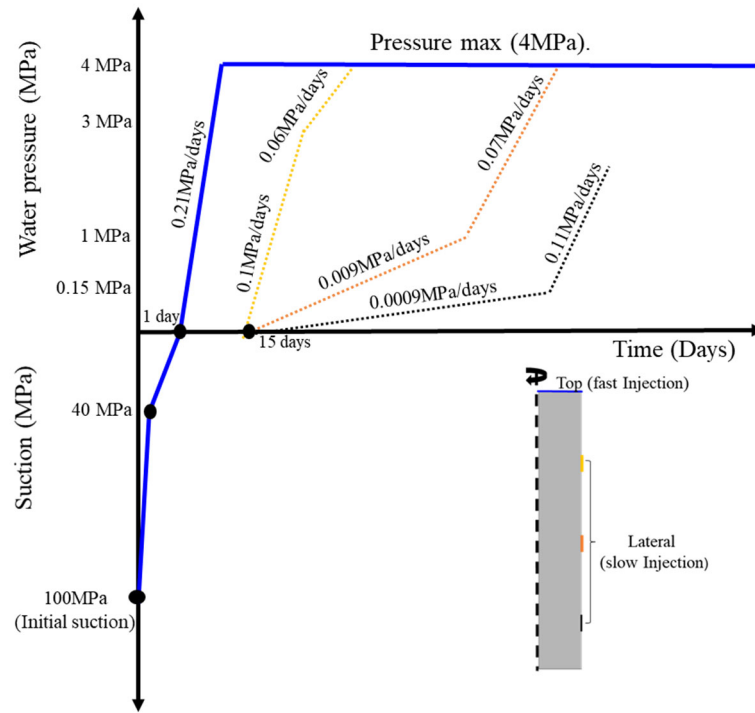 Pressure max (4MPa).
Water pressure (MPa)
4 MPa
3 MPa
1 MPa
0.15 MPa
0.21MPa/days
0.1MPa/days
0.06MPa/days
0.009MPa/days
0.07MPa/days
0.0009MPa/days
0.11MPa/days
1 day
15 days
Time (Days)
Suction (MPa)
40 MPa
100MPa
(Initial suction)
Top (fast Injection)
Lateral
(slow Injection)